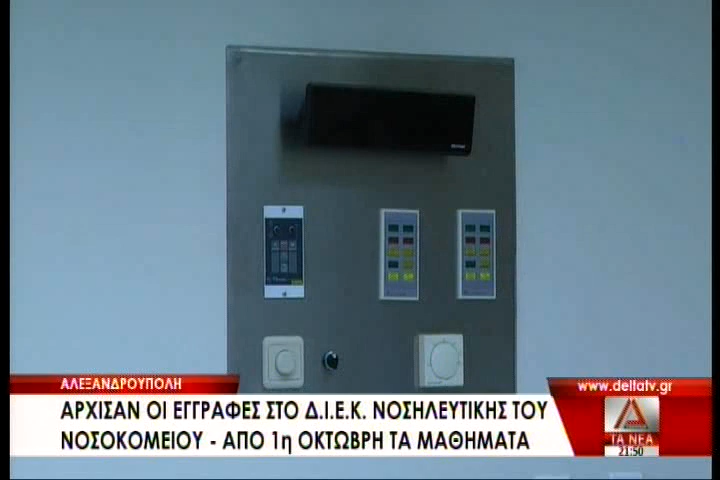 ΑΛΕΞΑΝΔΡΟΥΠΟΛΗ
www.deltatv.gr
ΑΡΧΙΣΑΝ ΟΙ ΕΓΓΡΑΦΕΣ ΣΤΟ Δ.Ι.Ε.Κ. ΝΟΣΗΛΕΥΤΙΚΗΣ ΤΟΥ
ΝΟΣΟΚΟΜΕΙΟΥ - ΑΠΟ 1η ΟΚΤΩΒΡΗ ΤΑ ΜΑΘΗΜΑΤΑ
ΤΑ ΝΕΑ
21:50